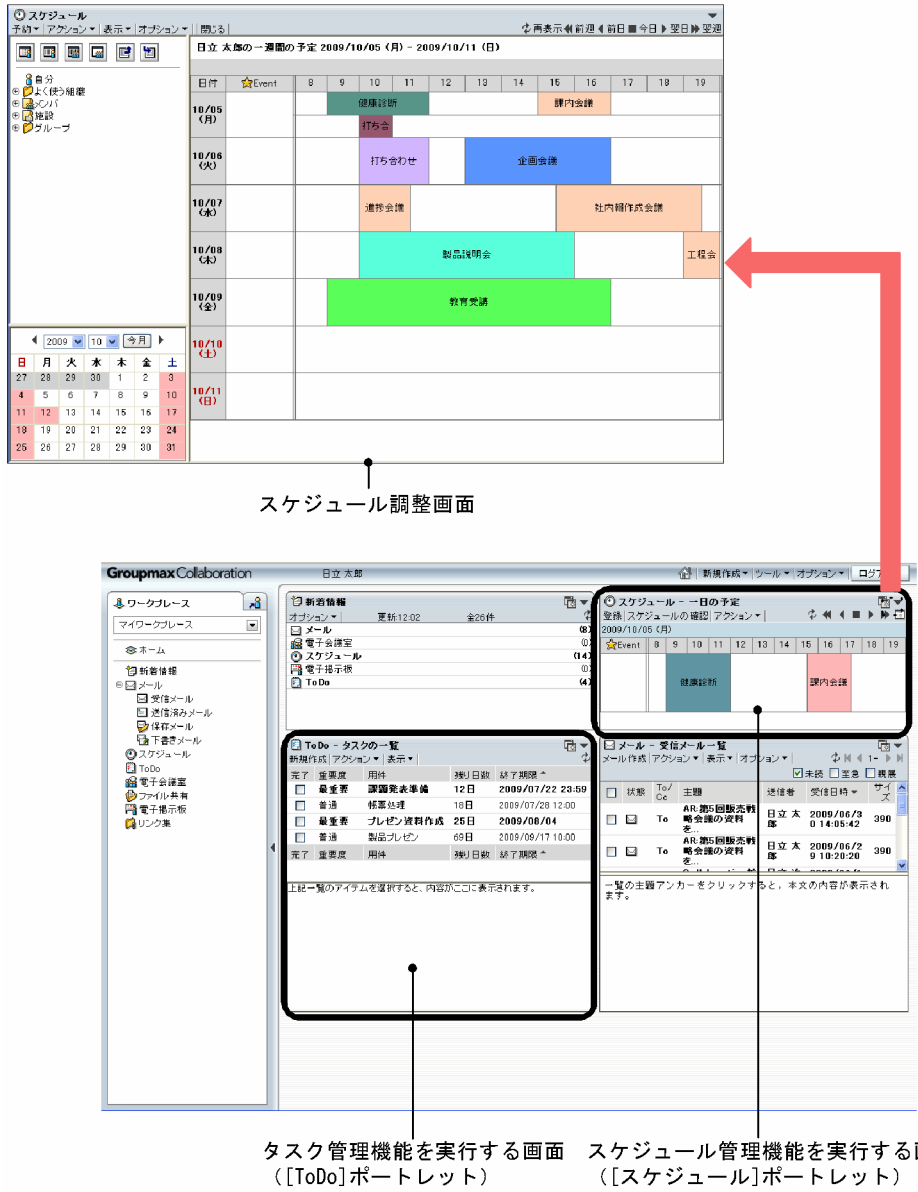 スケジュール
予約 アクション 表示 オプション 閉じる 再表示 前週 前日 今日 翌日 翌週
日立 太郎の一週間の予定 2009/10/05 (月) - 2009/10/11 (日)
自分
よく使う組織
メンバ
施設
グループ
日付 Event 8 9 10 11 12 13 14 15 16 17 18 19
10/05
(月)
健康診断 課内会議
打ち合
10/06
(火)
打ち合わせ 企画会議
10/07
(水)
進捗会議 社内報作成会議
10/08
(木)
製品説明会 工程会
10/09
(金)
教育受講
10/10
(土)
10/11
(日)
2009 10 今月
日 月 火 水 木 金 土
27 28 29 30 1 2 3
4 5 6 7 8 9 10
11 12 13 14 15 16 17
18 19 20 21 22 23 24
25 26 27 28 29 30 31
スケジュール調整画面
Groupmax Collaboration 日立 太郎 新規作成 ツール オプション ログア
ワークプレース
マイワークプレース
ホーム
新着情報
メール
受信メール
送信済みメール
保存メール
下書きメール
スケジュール
ToDo
電子会議室
ファイル共有
電子掲示板
リンク集
新着情報
オプション 更新:12:02 全26件
メール (8)
電子会議室 (0)
スケジュール (14)
電子掲示板 (0)
ToDo (4)
スケジュール - 一日の予定
登録 スケジュールの確認 アクション
2009/10/05 (月)
Event 8 9 10 11 12 13 14 15 16 17 18 19
健康診断 課内会議
ToDo - タスクの一覧
新規作成 アクション 表示
完了 重要度 用件 残り日数 終了期限
最重要 課題発表準備 12日 2009/07/22 23:59
普通 帳票処理 18日 2009/07/28 12:00
最重要 プレゼン資料作成 25日 2009/08/04
普通 製品プレゼン 69日 2009/09/17 10:00
完了 重要度 用件 残り日数 終了期限
上記一覧のアイテムを選択すると、内容がここに表示されます。
メール - 受信メール一覧
メール作成 アクション 表示 オプション 1-
未読 至急 親展
状態 To/Cc 主題 送信者 受信日時 サイズ
To AR:第5回販売戦略会議の資料を... 日立 太郎 2009/06/30 14:05:42 390
To AR:第5回販売戦略会議の資料を... 日立 太郎 2009/06/29 10:20:20 390
一覧の主題アンカーをクリックすると，本文の内容が表示されます。
タスク管理機能を実行する画面
([ToDo]ポートレット)
スケジュール管理機能を実行する
([スケジュール]ポートレット)